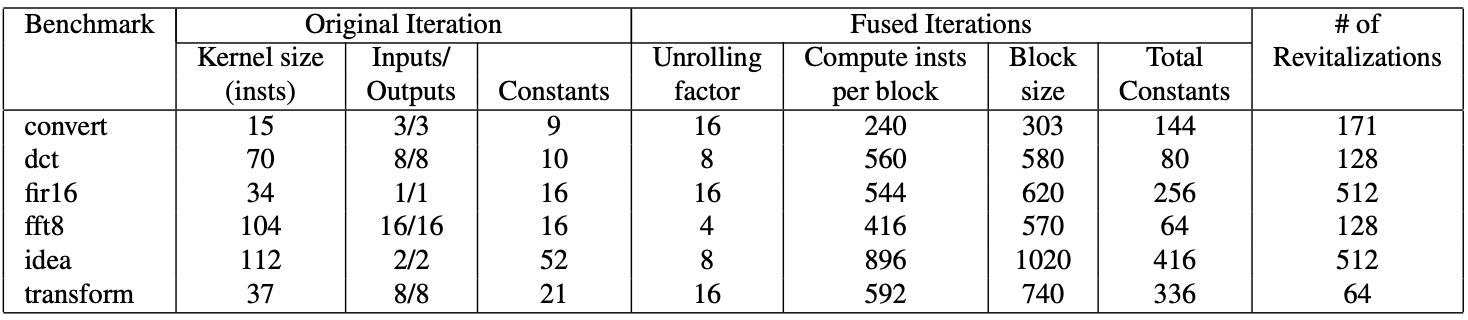 Benchmark Original Iteration Fused Iterations # of
Kernel size Inputs/ Unrolling Compute insts Block Total Revitalizations
(insts) Outputs Constants factor per block size Constants
convert 15 3/3 9 16 240 303 144 171
dct 70 8/8 10 8 560 580 80 128
fir16 34 1/1 16 16 544 620 256 512
fft8 104 16/16 16 4 416 570 64 128
idea 112 2/2 52 8 896 1020 416 512
transform 37 8/8 21 16 592 740 336 64